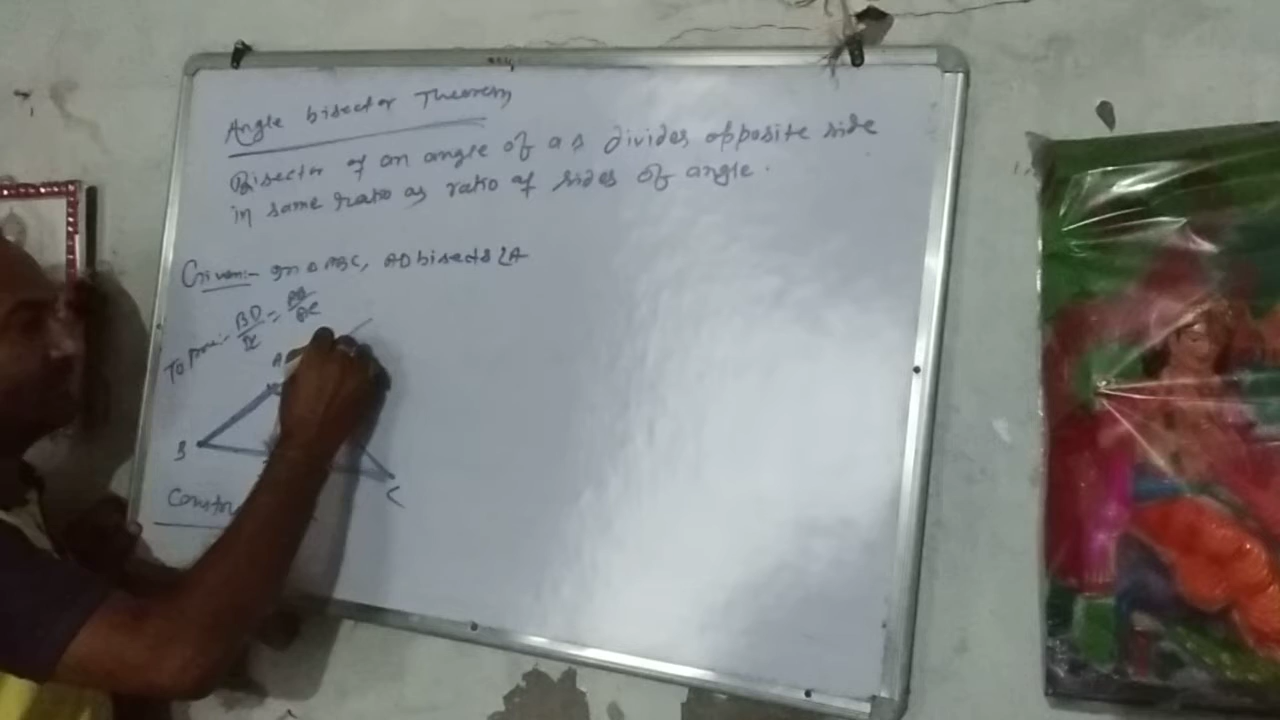 Angle bisector Theorem
Bisector of an angle of a Δ divides opposite side
in same ratio as ratio of sides of angle.
Given:- In Δ ABC, AD bisects ∠A
To prove:- BD/DC = AB/AC
A
B
C
Constr